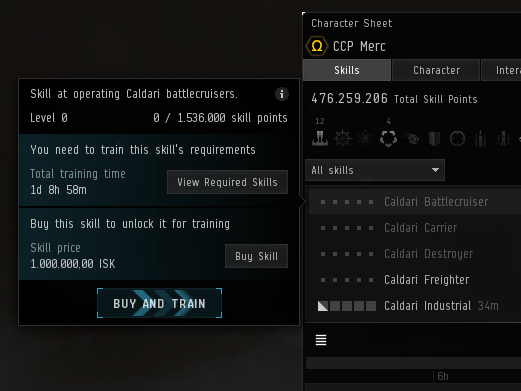 Character Sheet
Ω CCP Merc
Skills Character Intera
476.259.206 Total Skill Points
12 4
All skills
Caldari Battlecruiser
Caldari Carrier
Caldari Destroyer
Caldari Freighter
Caldari Industrial 34m
6h
Skill at operating Caldari battlecruisers.
Level 0 0 / 1.536.000 skill points
You need to train this skill's requirements
Total training time
1d 8h 58m
View Required Skills
Buy this skill to unlock it for training
Skill price
1.000.000,00 ISK
Buy Skill
BUY AND TRAIN